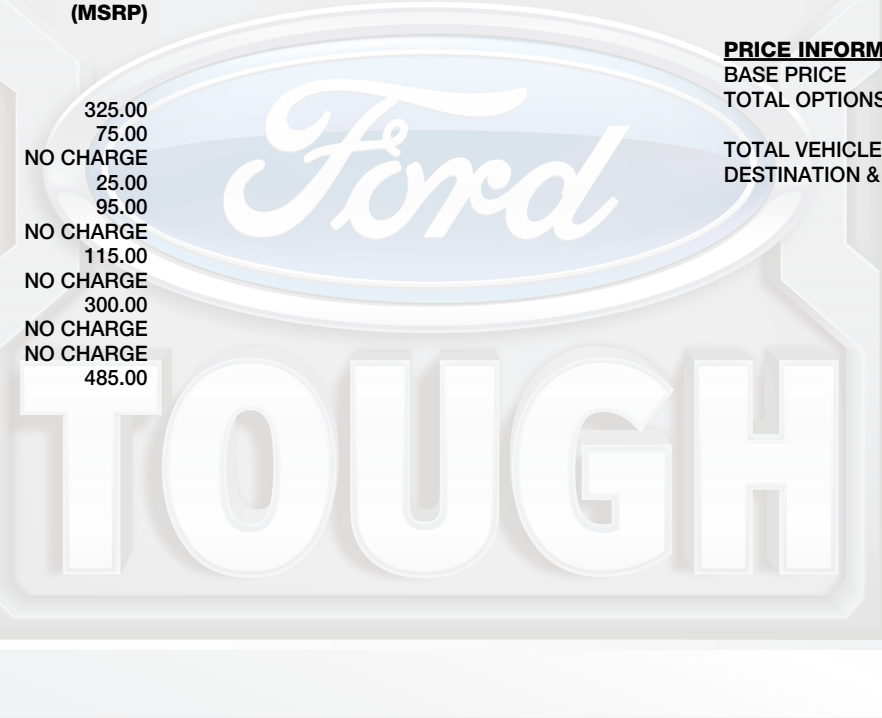 (MSRP)
325.00
75.00
NO CHARGE
25.00
95.00
NO CHARGE
115.00
NO CHARGE
300.00
NO CHARGE
NO CHARGE
485.00
PRICE INFORM
BASE PRICE
TOTAL OPTIONS
TOTAL VEHICLE
DESTINATION &
Ford
TOUGH